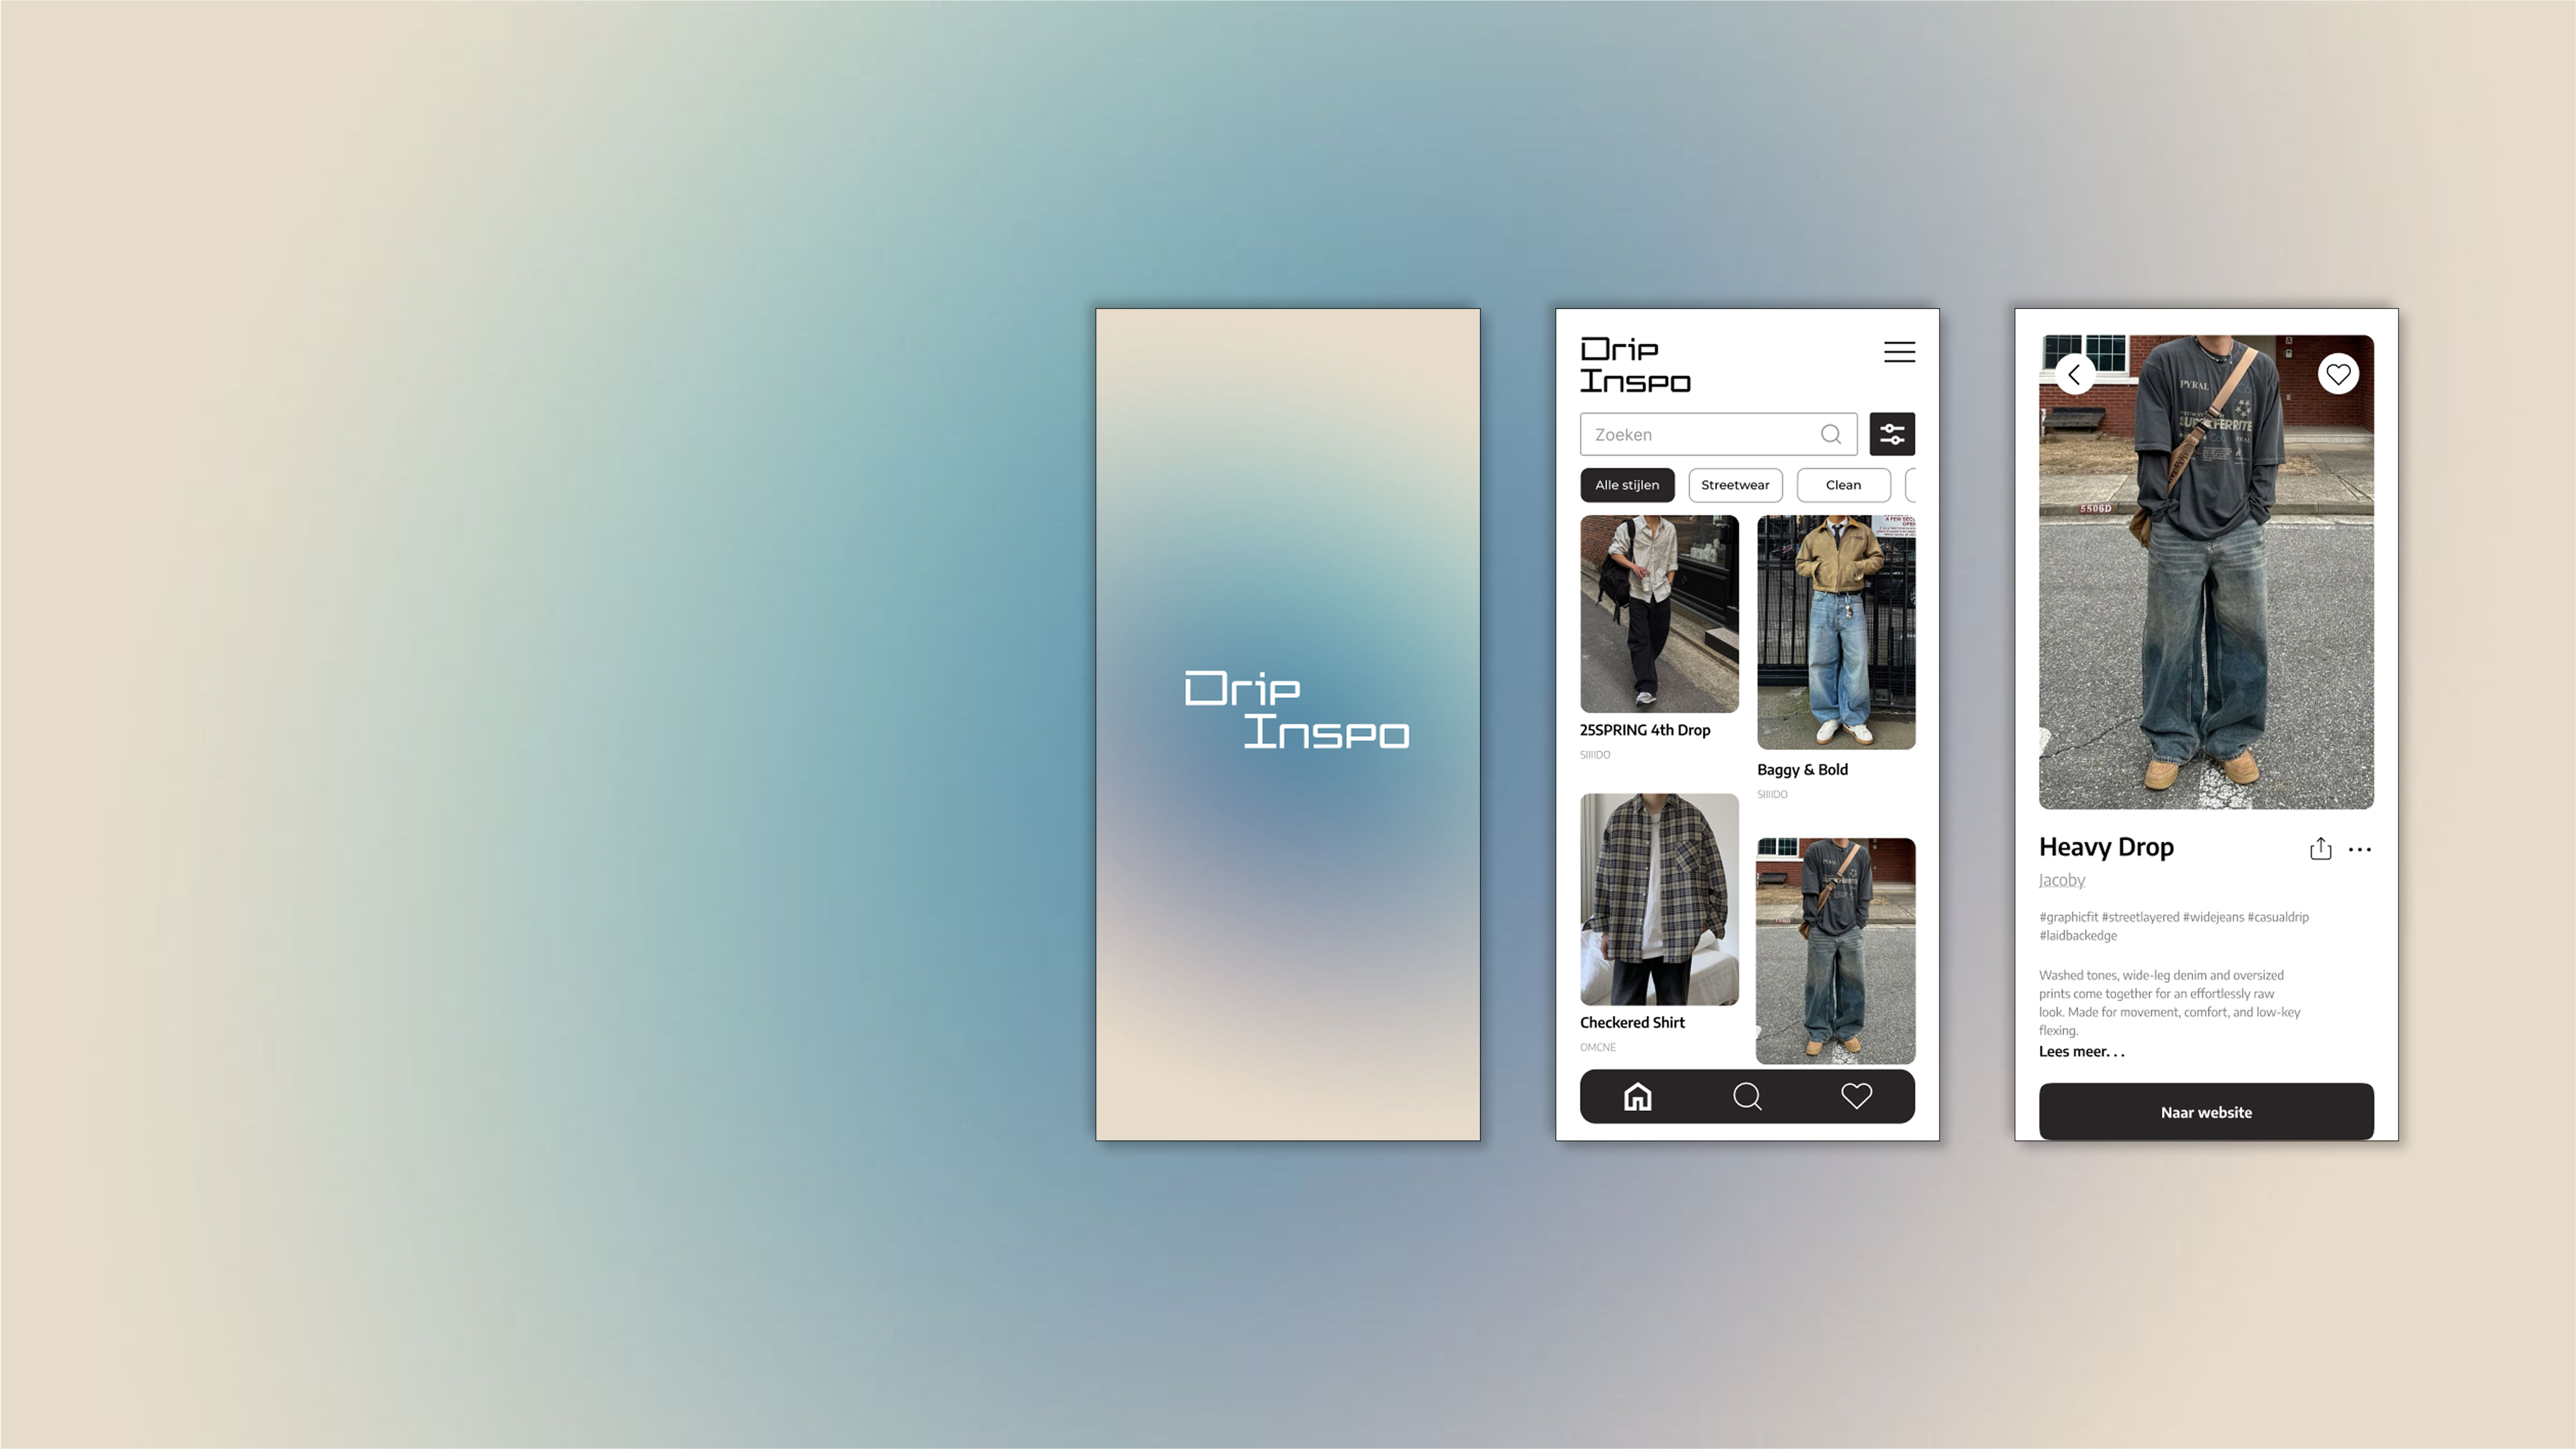 Drip
Inspo
Drip
Inspo
Zoeken
Alle stijlen
Streetwear
Clean
25SPRING 4th Drop
SIIIDO
Baggy & Bold
SIIIDO
Checkered Shirt
OMCNE
PYRAL
5506D
Heavy Drop
Jacoby
#graphicfit #streetlayered #widejeans #casualdrip
#laidbackedge
Washed tones, wide-leg denim and oversized
prints come together for an effortlessly raw
look. Made for movement, comfort, and low-key
flexing.
Lees meer...
Naar website